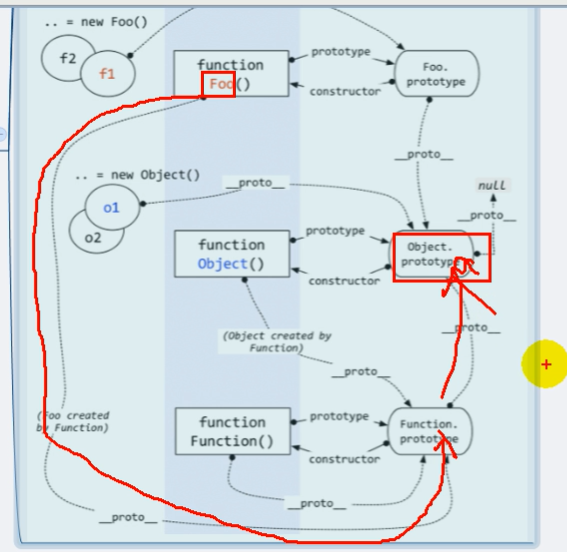 .. = new Foo()
f2
f1
function
Foo()
prototype
constructor
Foo.
prototype
__proto__
.. = new Object()
o1
o2
__proto__
null
__proto__
function
Object()
prototype
constructor
Object.
prototype
(Object created by
Function)
__proto__
__proto__
(Foo created
by Function)
function
Function()
prototype
constructor
Function.
prototype
__proto__
__proto__